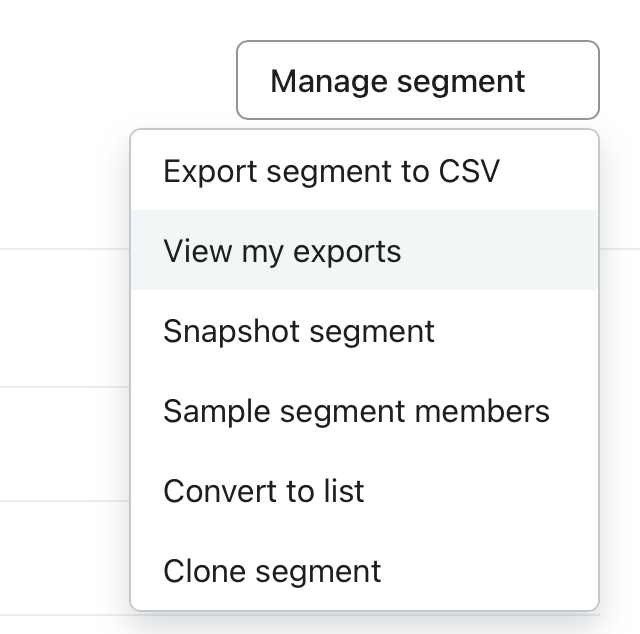 Manage segment
Export segment to CSV
View my exports
Snapshot segment
Sample segment members
Convert to list
Clone segment